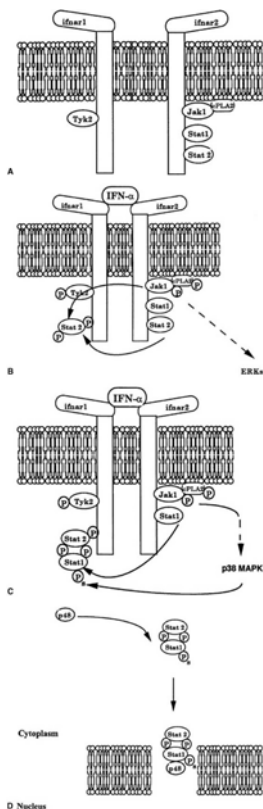 ifnar1
ifnar2
Tyk2
Jak1
cPLA2
Stat1
Stat 2
A
IFN-α
ifnar1
ifnar2
P
Tyk2
Jak1
cPLA2
P
P
Stat1
P
Stat 2
P
Stat 2
B
ERKs
IFN-α
ifnar1
ifnar2
P
Tyk2
Jak1
cPLA2
P
P
Stat1
Stat 2
P
P
P
Stat1
P
s
p38 MAPK
C
p48
Stat 2
P
P
Stat1
P
s
Cytoplasm
Stat 2
P
P
Stat1
P
s
p48
D Nucleus